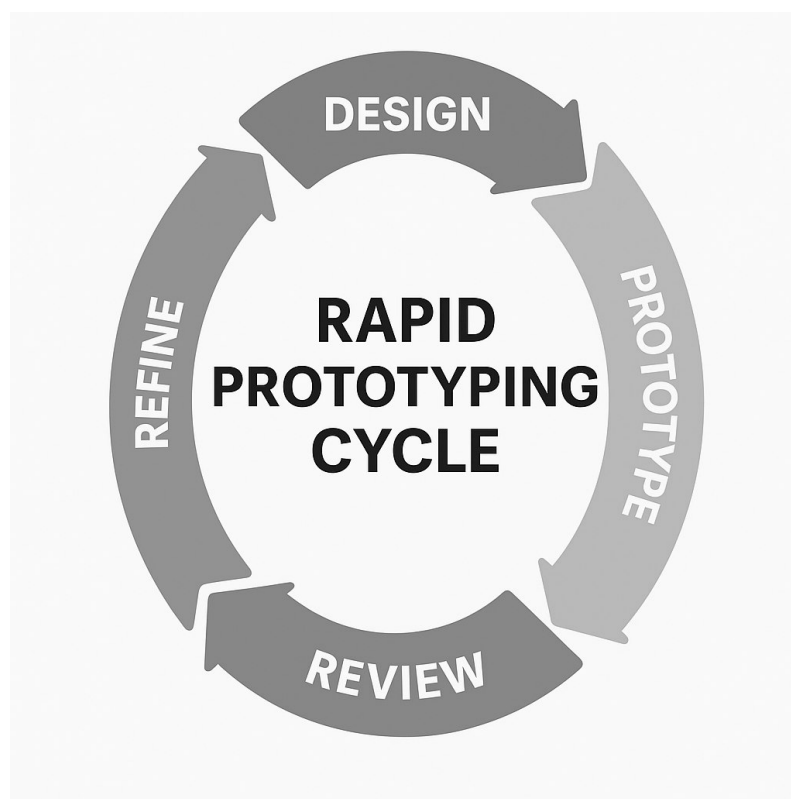 DESIGN
PROTOTYPE
REVIEW
REFINE
RAPID
PROTOTYPING
CYCLE